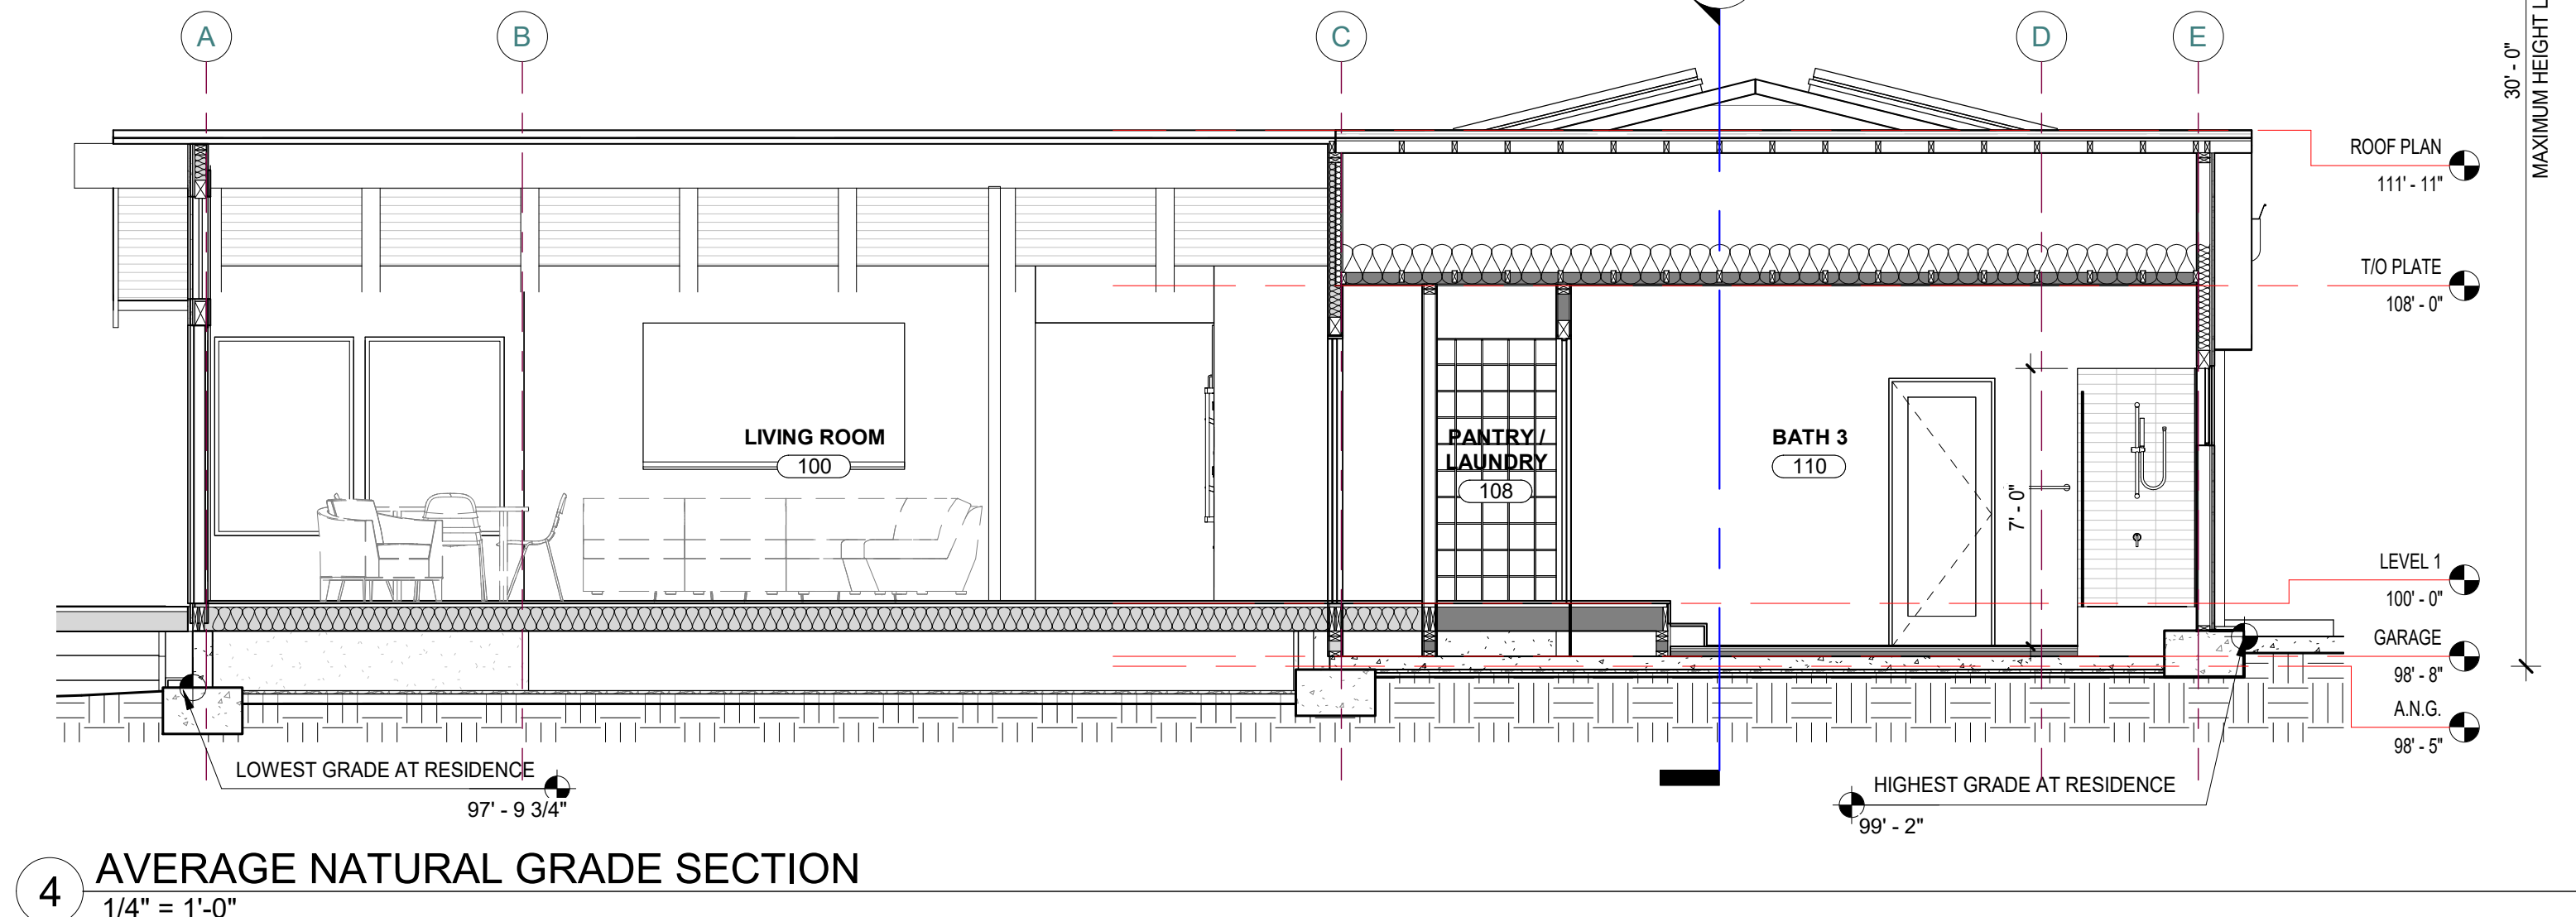 A
B
C
D
E
30' - 0"
MAXIMUM HEIGHT
ROOF PLAN
111' - 11"
T/O PLATE
108' - 0"
LIVING ROOM
100
PANTRY /
LAUNDRY
108
BATH 3
110
7' - 0"
LEVEL 1
100' - 0"
GARAGE
98' - 8"
A.N.G.
98' - 5"
LOWEST GRADE AT RESIDENCE
97' - 9 3/4"
HIGHEST GRADE AT RESIDENCE
99' - 2"
4
AVERAGE NATURAL GRADE SECTION
1/4" = 1'-0"